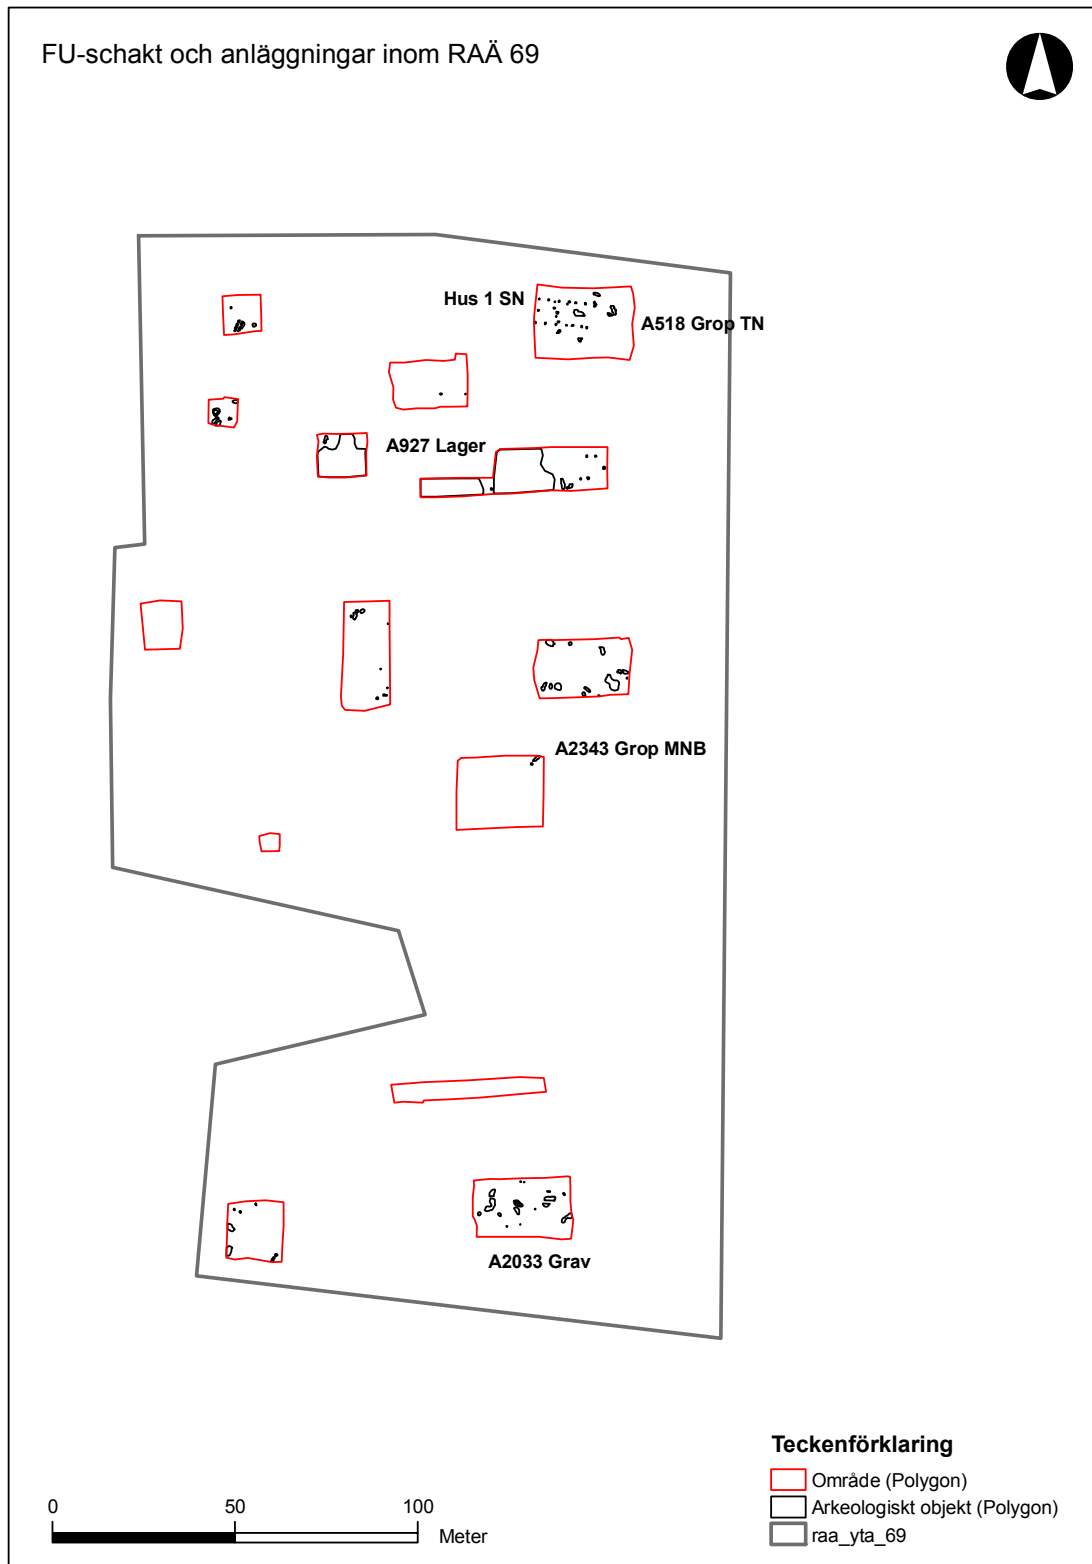 FU-schakt och anläggningar inom RAÄ 69
Hus 1 SN
A518 Grop TN
A927 Lager
A2343 Grop MNB
A2033 Grav
Teckenförklaring
Område (Polygon)
Arkeologiskt objekt (Polygon)
raa_yta_69
0 50 100
Meter